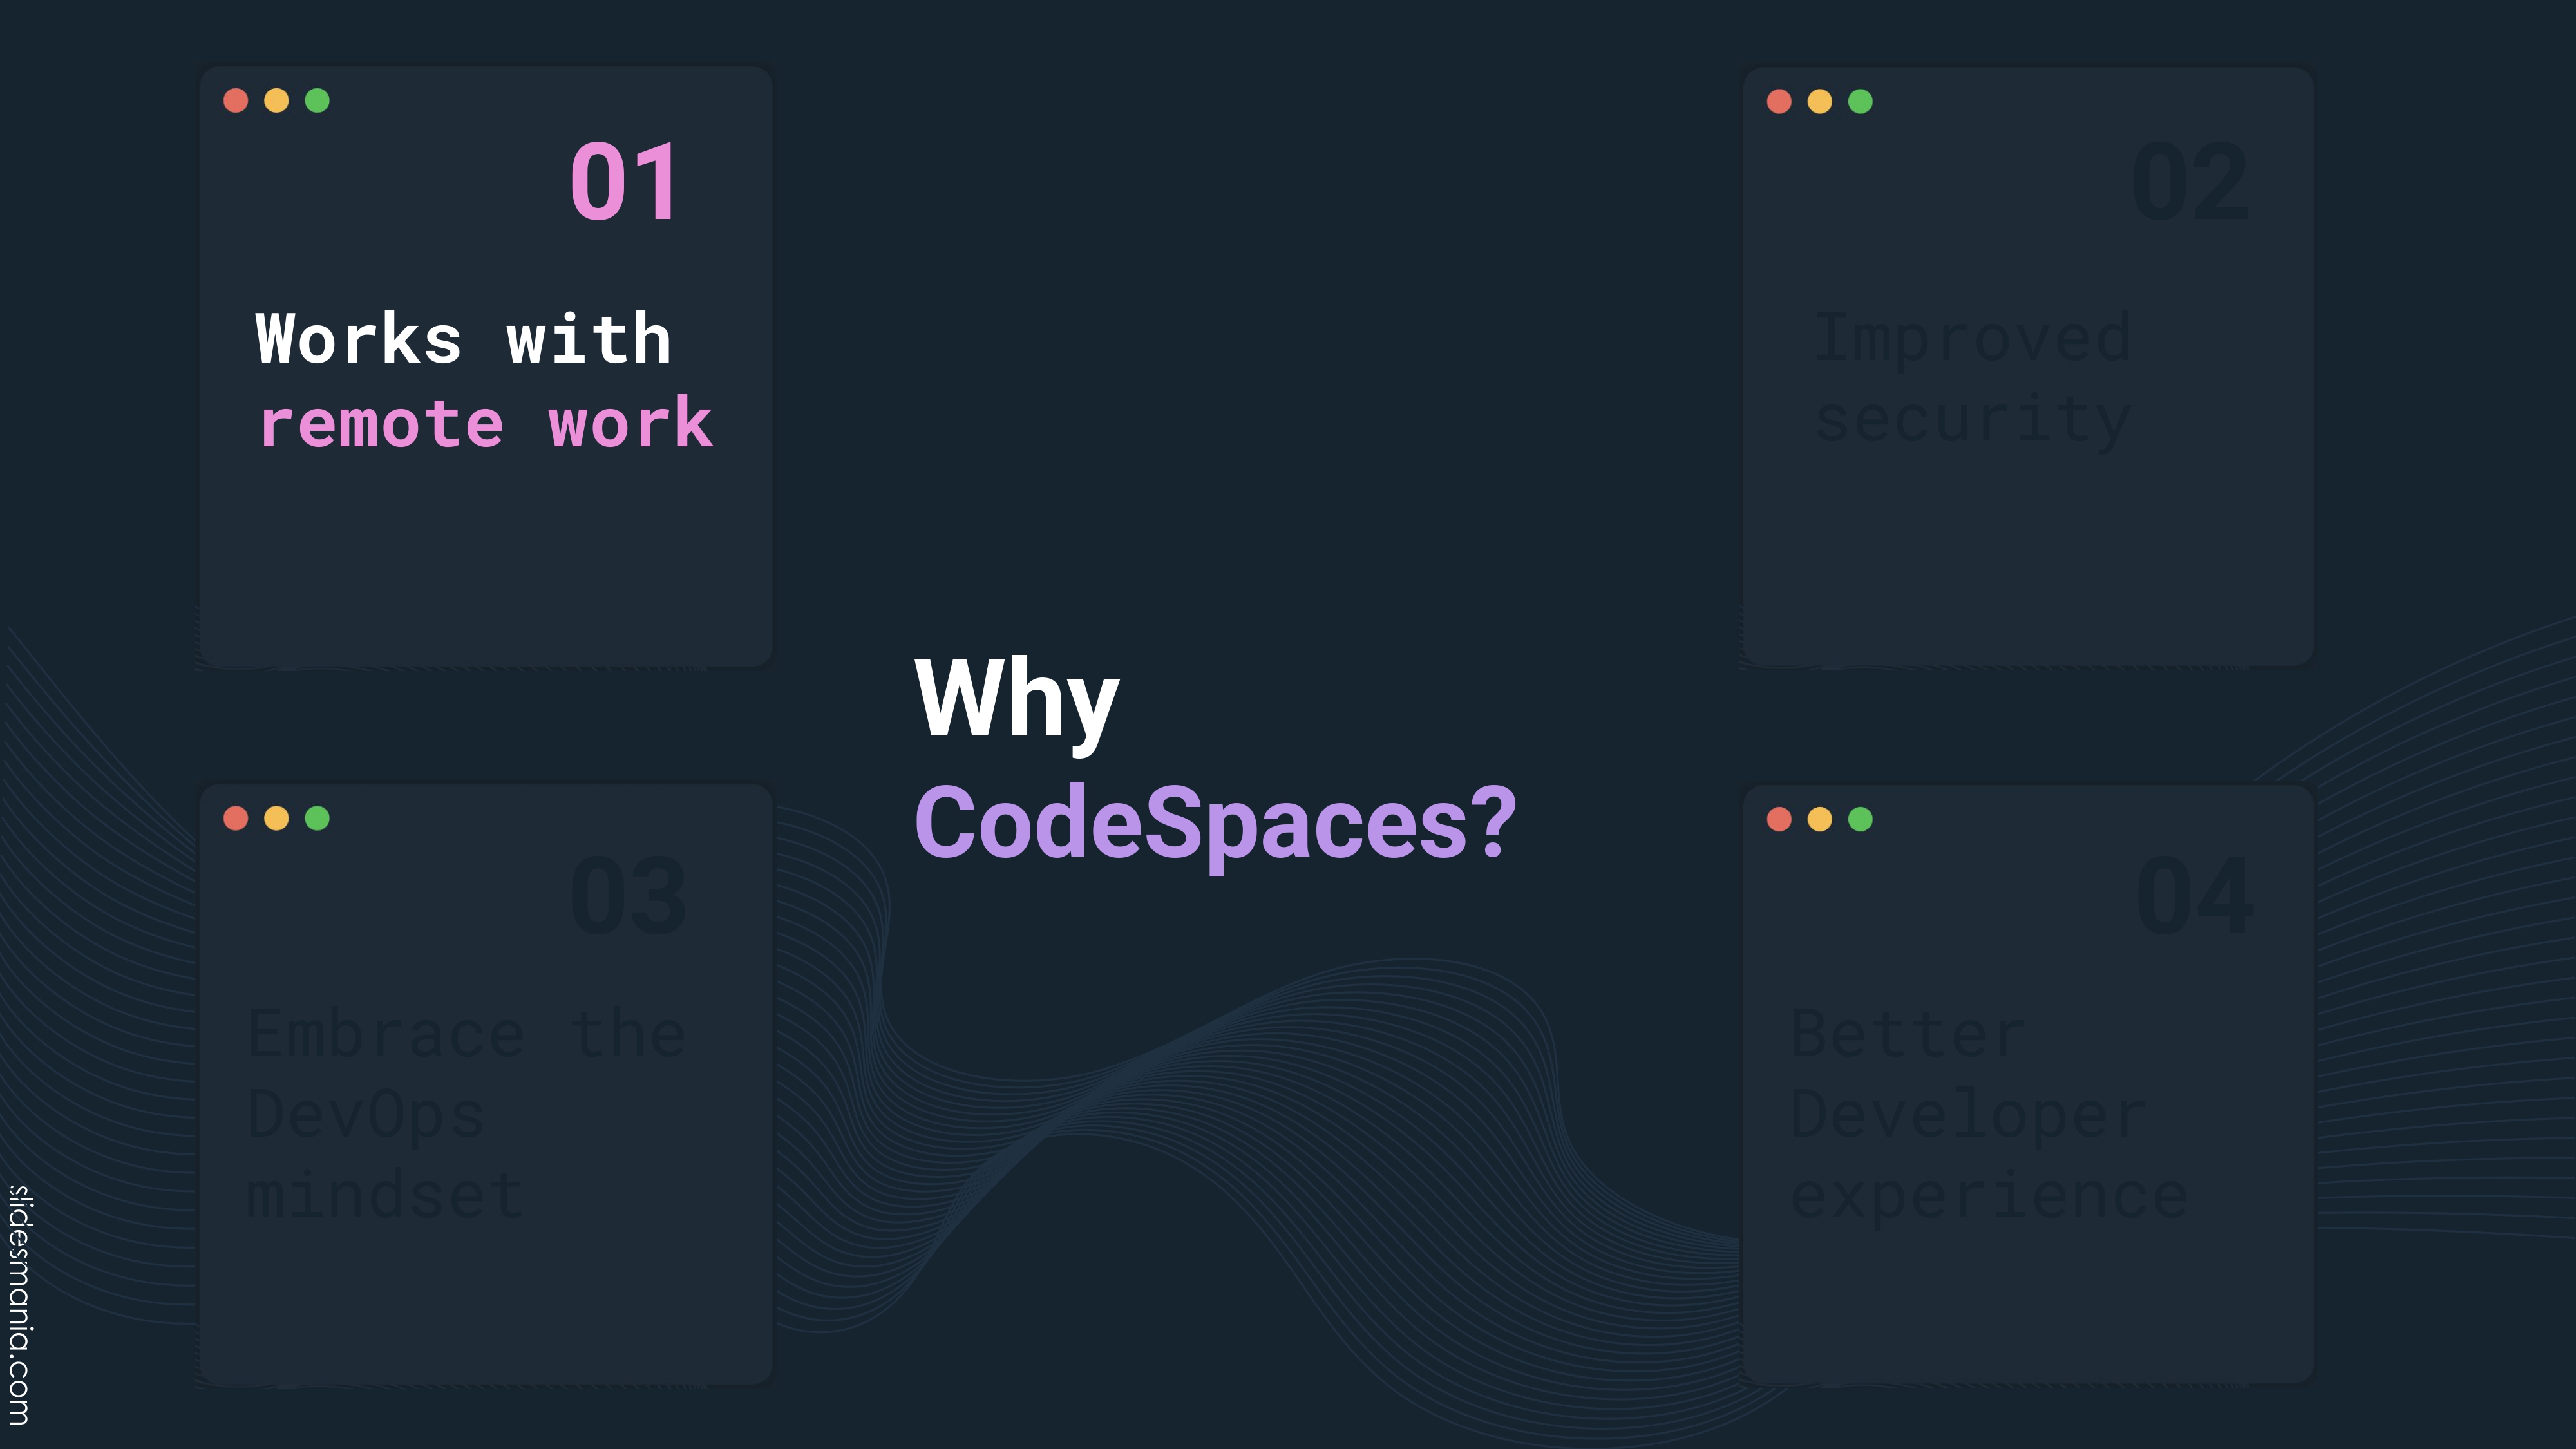 01
Works with
remote work
02
Improved
security
Why
CodeSpaces?
03
Embrace the
DevOps
mindset
04
Better
Developer
experience
slidesmania.com